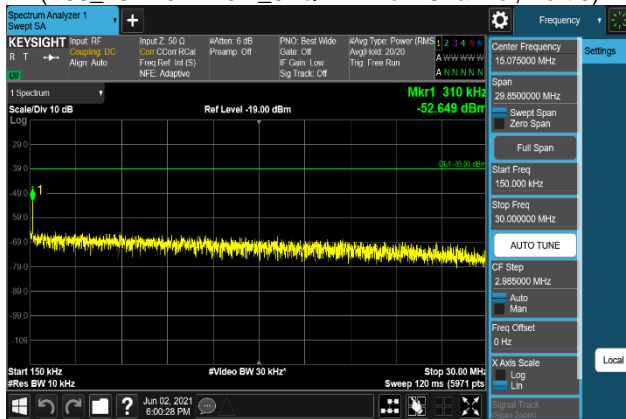 Spectrum Analyzer 1
Swept SA
Frequency
KEYSIGHT
R T
Input: RF
Coupling: DC
Align: Auto
Input Z: 50 Ω
Corr CCorr RCal
Freq Ref: Int (S)
NFE: Adaptive
#Atten: 6 dB
Preamp: Off
PNO: Best Wide
Gate: Off
IF Gain: Low
Sig Track: Off
#Avg Type: Power (RMS
Avg|Hold: 20/20
Trig: Free Run
1 2 3 4 5 6
A W W W W W
A N N N N N
LU
1 Spectrum
Scale/Div 10 dB
Log
Ref Level -19.00 dBm
Mkr1 310 kHz
-52.649 dBm
DL1 -39.00 dBm
1
-29.0
-39.0
-49.0
-59.0
-69.0
-79.0
-89.0
-99.0
-109
Start 150 kHz
#Res BW 10 kHz
#Video BW 30 kHz*
Stop 30.00 MHz
Sweep 120 ms (5971 pts
Jun 02, 2021
6:00:28 PM
Center Frequency
15.075000 MHz
Settings
Span
29.8500000 MHz
Swept Span
Zero Span
Full Span
Start Freq
150.000 kHz
Stop Freq
30.000000 MHz
AUTO TUNE
CF Step
2.985000 MHz
Auto
Man
Freq Offset
0 Hz
X Axis Scale
Log
Lin
Local
Signal Track
(Span Zoom)